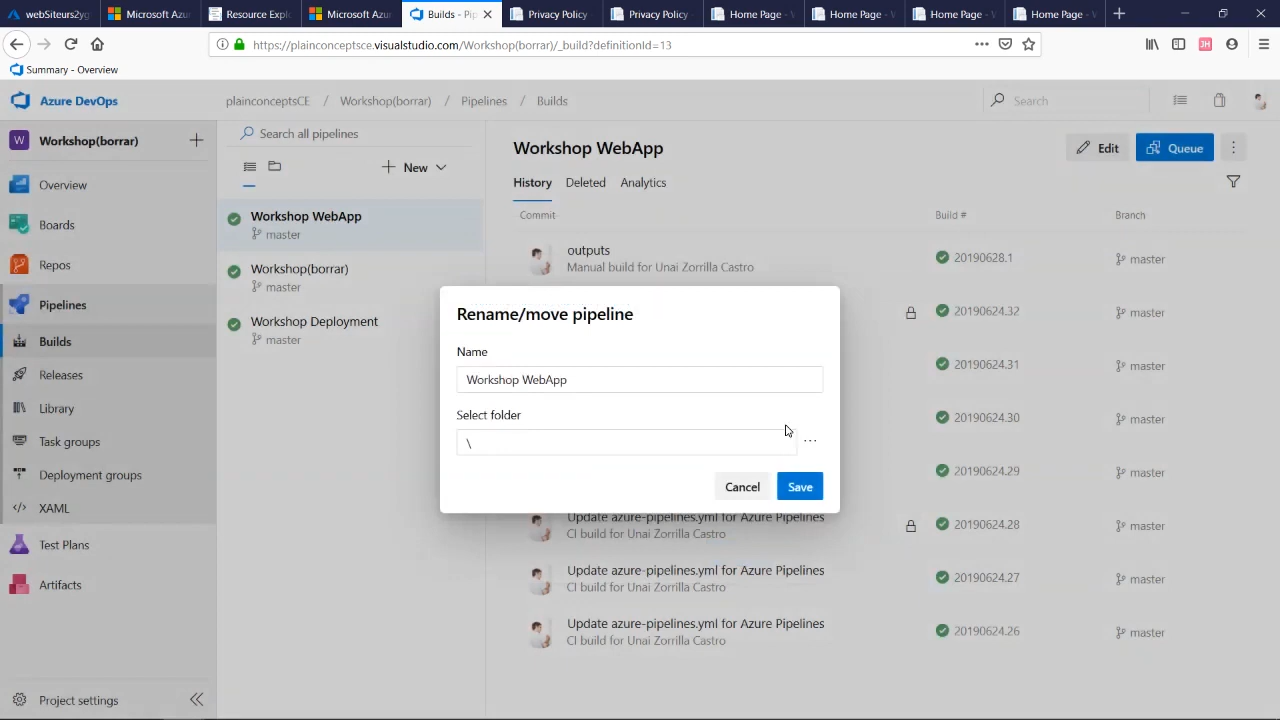 webSiteurs2yg
Microsoft Azu
Resource Expl
Microsoft Azu
Builds - Pip
Privacy Policy
Privacy Policy
Home Page - V
Home Page - V
Home Page - V
Home Page - V
https://plainconceptsce.visualstudio.com/Workshop(borrar)/_build?definitionId=13
Summary - Overview
Azure DevOps
plainconceptsCE / Workshop(borrar) / Pipelines / Builds
Search
W Workshop(borrar)
Overview
Boards
Repos
Pipelines
Builds
Releases
Library
Task groups
Deployment groups
XAML
Test Plans
Artifacts
Project settings
Search all pipelines
New
Workshop WebApp
master
Workshop(borrar)
master
Workshop Deployment
master
Workshop WebApp
Edit
Queue
History Deleted Analytics
Commit Build # Branch
outputs
Manual build for Unai Zorrilla Castro
20190628.1 master
20190624.32 master
20190624.31 master
20190624.30 master
20190624.29 master
Rename/move pipeline
Name
Workshop WebApp
Select folder
\
...
Cancel Save
Update azure-pipelines.yml for Azure Pipelines
CI build for Unai Zorrilla Castro
20190624.28 master
Update azure-pipelines.yml for Azure Pipelines
CI build for Unai Zorrilla Castro
20190624.27 master
Update azure-pipelines.yml for Azure Pipelines
CI build for Unai Zorrilla Castro
20190624.26 master